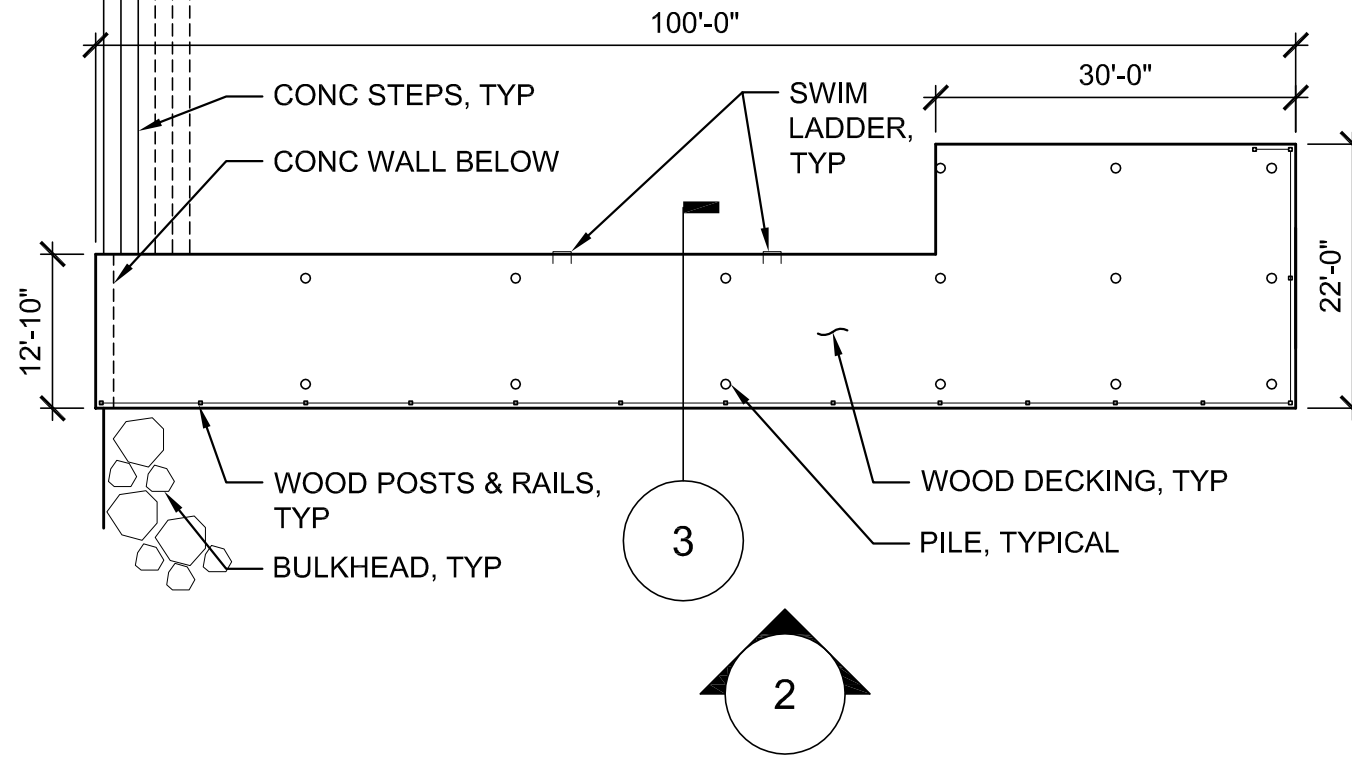 100'-0"
30'-0"
CONC STEPS, TYP
SWIM
LADDER,
TYP
CONC WALL BELOW
12'-10"
22'-0"
WOOD POSTS & RAILS,
TYP
WOOD DECKING, TYP
3
PILE, TYPICAL
BULKHEAD, TYP
2